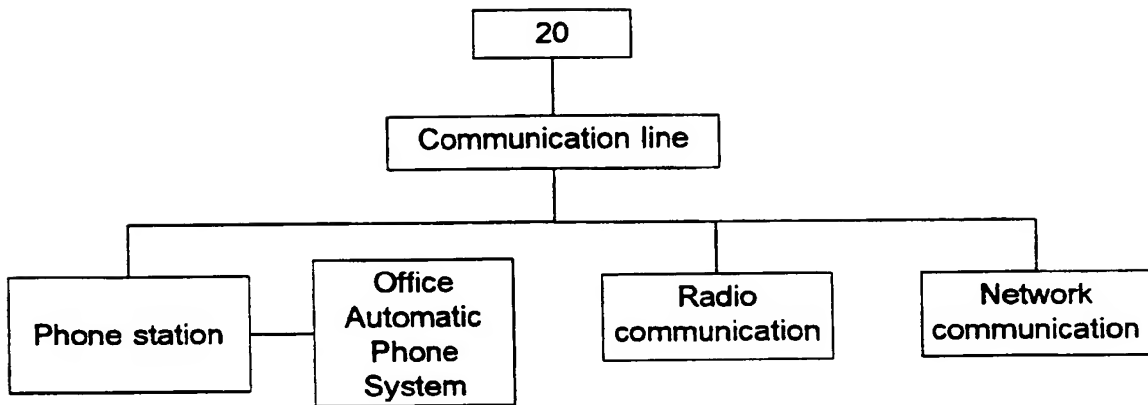 20
Communication line
Phone station
Office
Automatic
Phone
System
Radio
communication
Network
communication